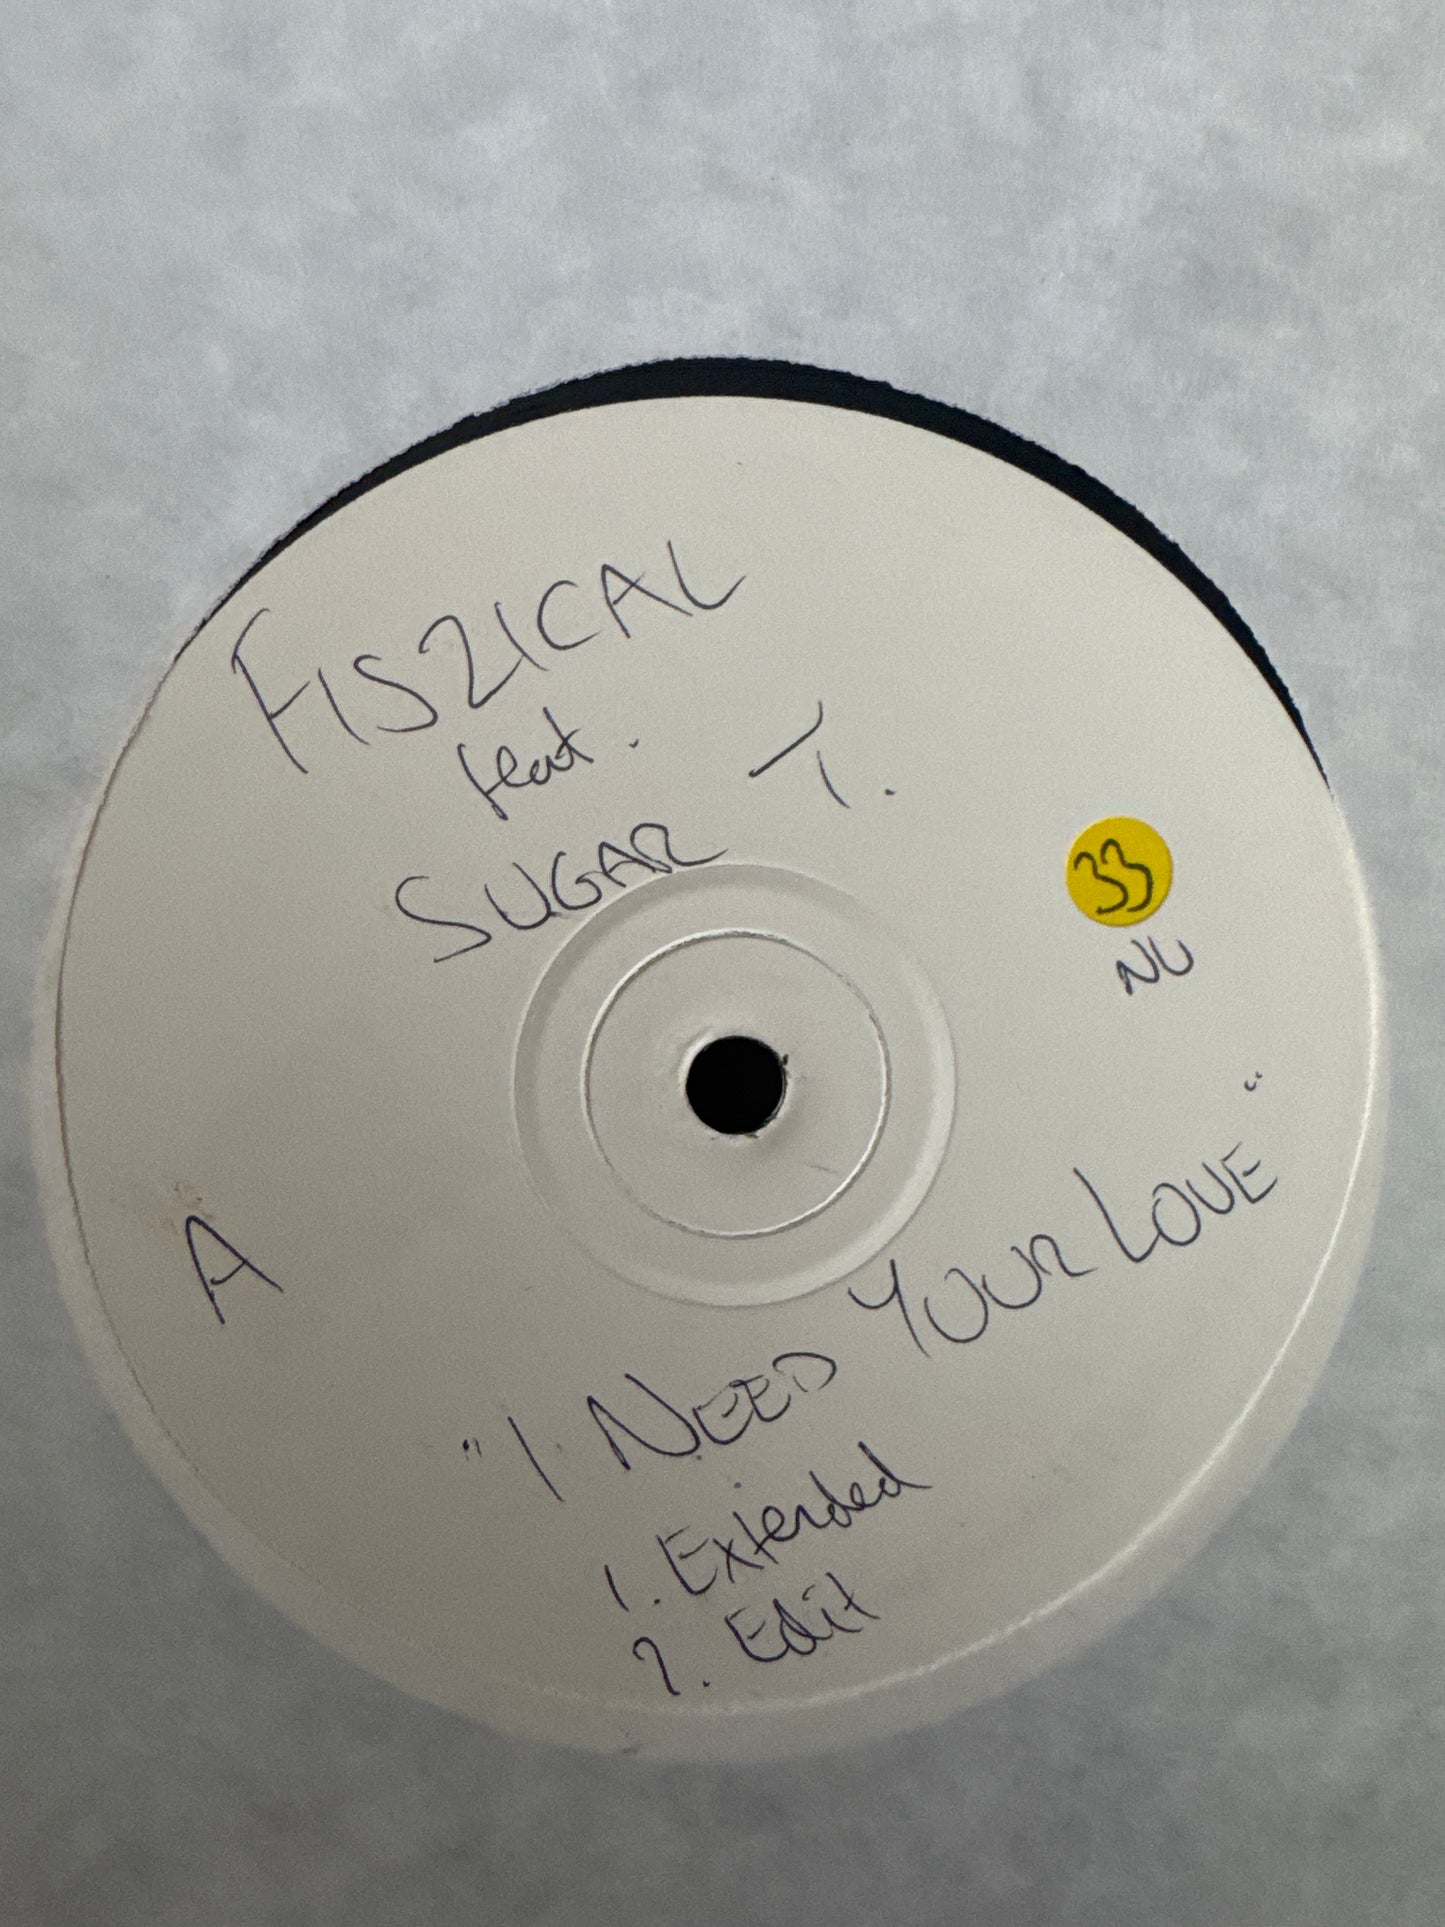 FISZICAL
feat.
SUGAR T.
33
NU
A
"I NEED YOUR LOVE"
1. Extended
2. Edit